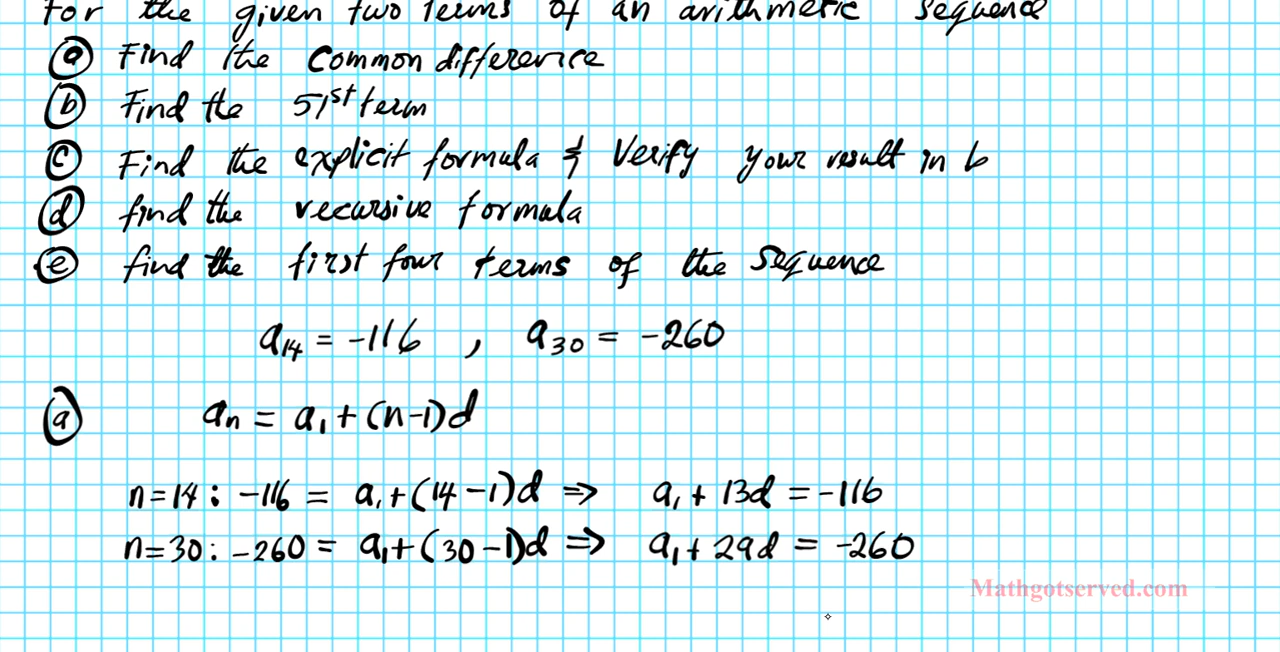 For the given two terms of an arithmetic sequence
ⓐ Find the common difference
ⓑ Find the 51st term
ⓒ Find the explicit formula & Verify your result in b
ⓓ find the recursive formula
ⓔ find the first four terms of the sequence
a₁₄ = -116 , a₃₀ = -260
ⓐ aₙ = a₁ + (n-1)d
n=14 : -116 = a₁+(14-1)d ⇒ a₁ + 13d = -116
n=30 : -260 = a₁+(30-1)d ⇒ a₁ + 29d = -260
Mathgotserved.com